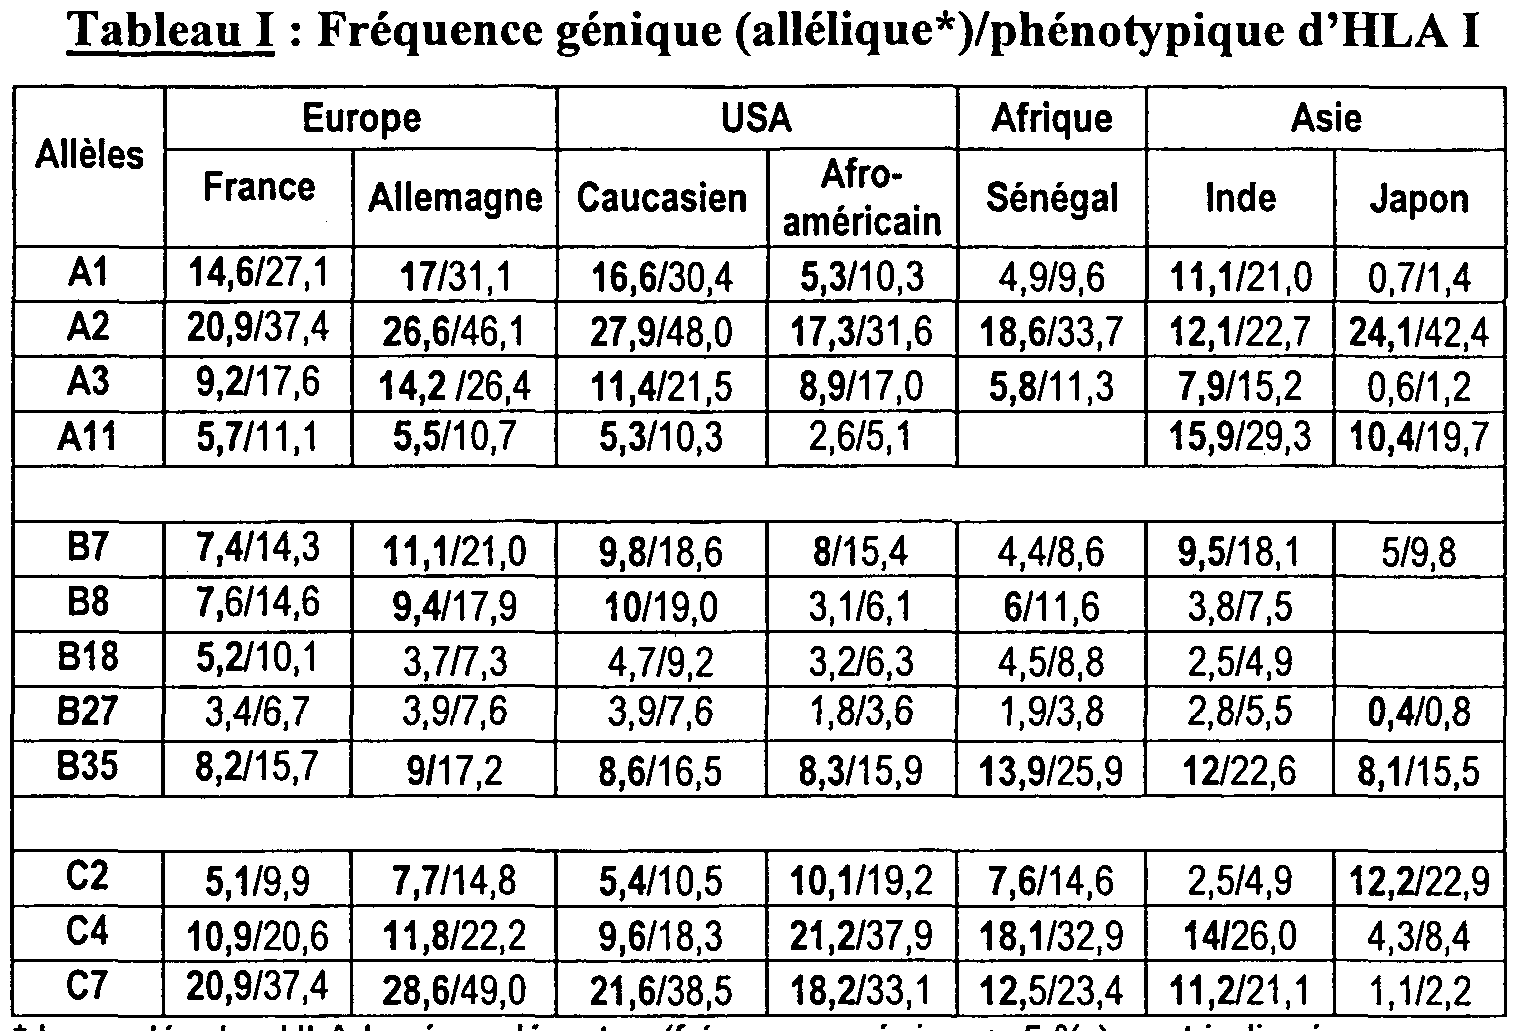 Tableau I : Fréquence génique (allélique*)/phénotypique d'HLA I
Allèles Europe USA Afrique Asie
France Allemagne Caucasien Afro-américain Sénégal Inde Japon
A1 14,6/27,1 17/31,1 16,6/30,4 5,3/10,3 4,9/9,6 11,1/21,0 0,7/1,4
A2 20,9/37,4 26,6/46,1 27,9/48,0 17,3/31,6 18,6/33,7 12,1/22,7 24,1/42,4
A3 9,2/17,6 14,2 /26,4 11,4/21,5 8,9/17,0 5,8/11,3 7,9/15,2 0,6/1,2
A11 5,7/11,1 5,5/10,7 5,3/10,3 2,6/5,1 15,9/29,3 10,4/19,7
B7 7,4/14,3 11,1/21,0 9,8/18,6 8/15,4 4,4/8,6 9,5/18,1 5/9,8
B8 7,6/14,6 9,4/17,9 10/19,0 3,1/6,1 6/11,6 3,8/7,5
B18 5,2/10,1 3,7/7,3 4,7/9,2 3,2/6,3 4,5/8,8 2,5/4,9
B27 3,4/6,7 3,9/7,6 3,9/7,6 1,8/3,6 1,9/3,8 2,8/5,5 0,4/0,8
B35 8,2/15,7 9/17,2 8,6/16,5 8,3/15,9 13,9/25,9 12/22,6 8,1/15,5
C2 5,1/9,9 7,7/14,8 5,4/10,5 10,1/19,2 7,6/14,6 2,5/4,9 12,2/22,9
C4 10,9/20,6 11,8/22,2 9,6/18,3 21,2/37,9 18,1/32,9 14/26,0 4,3/8,4
C7 20,9/37,4 28,6/49,0 21,6/38,5 18,2/33,1 12,5/23,4 11,2/21,1 1,1/2,2